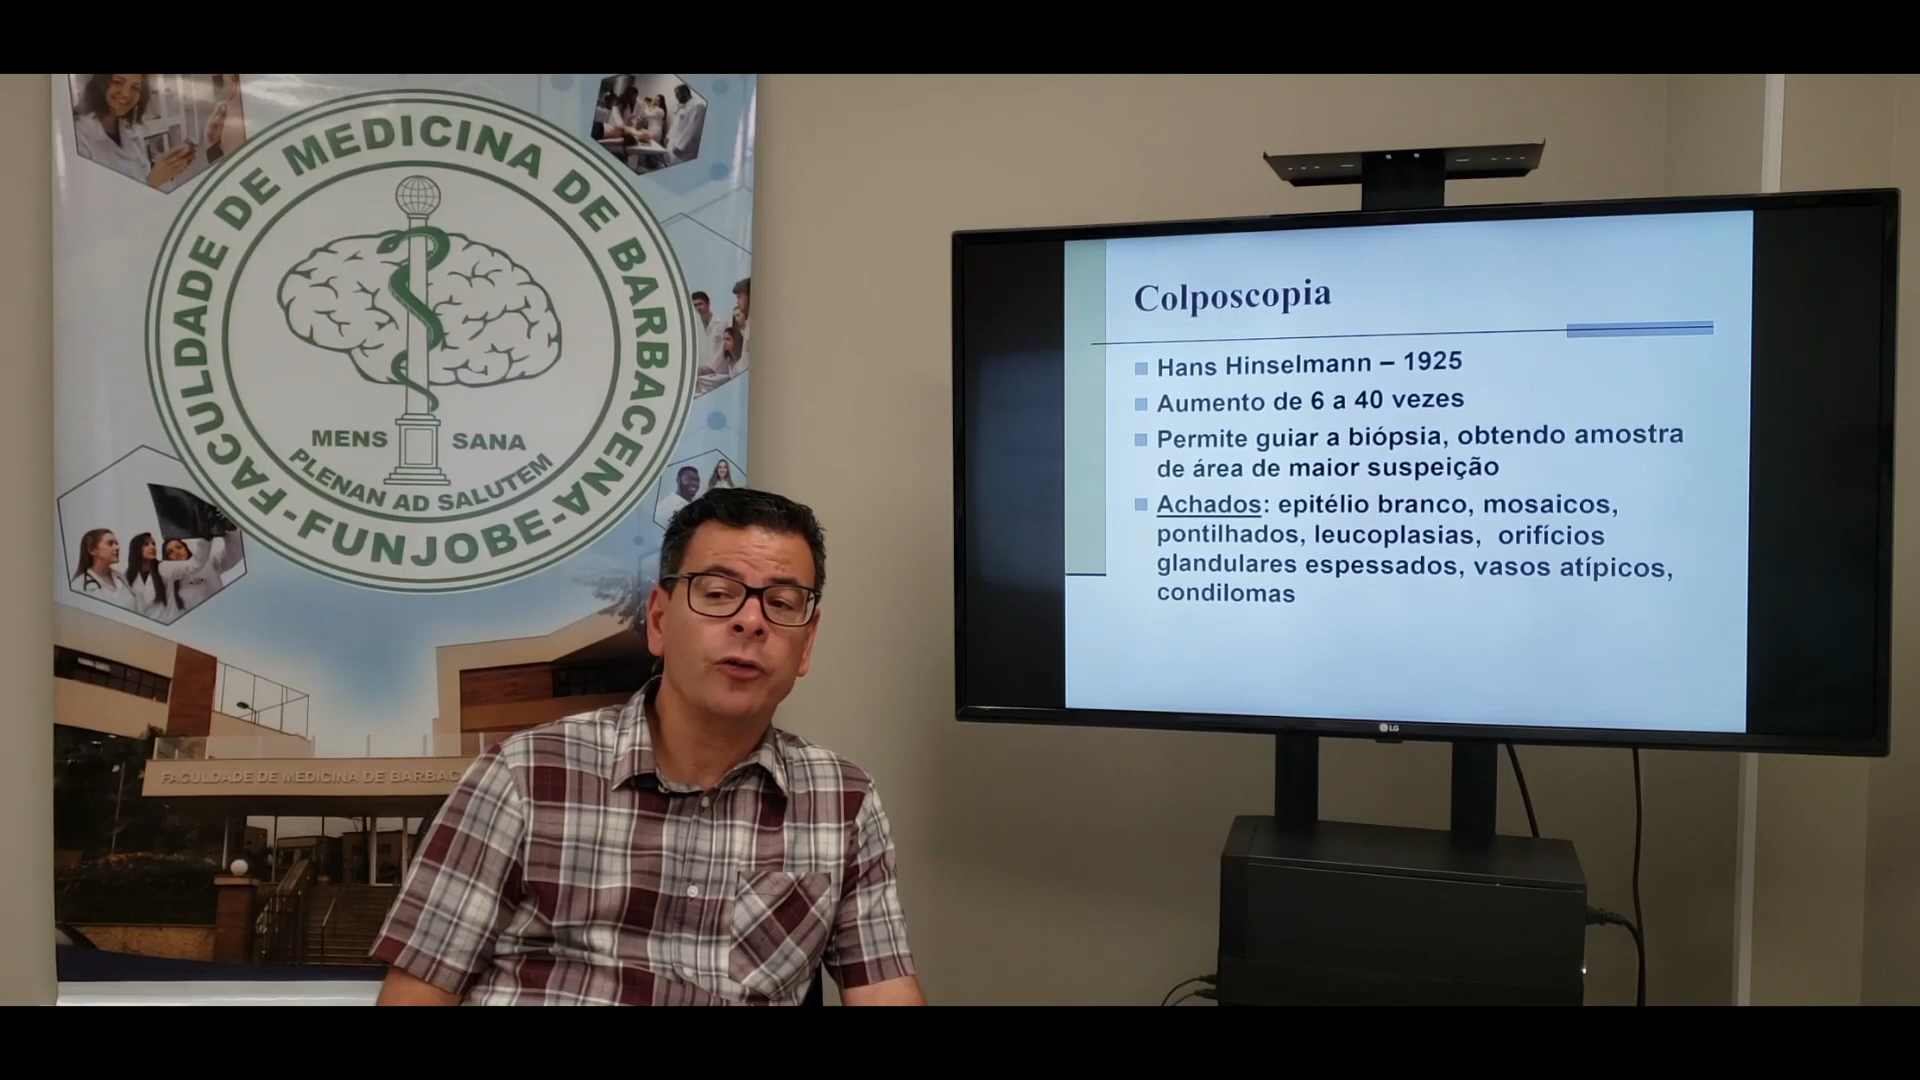 FACULDADE DE MEDICINA DE BARBACENA
-FUNJOBE-
MENS SANA
PLENAN AD SALUTEM
FACULDADE DE MEDICINA DE BARBAC
Colposcopia
Hans Hinselmann – 1925
Aumento de 6 a 40 vezes
Permite guiar a biópsia, obtendo amostra
de área de maior suspeição
Achados: epitélio branco, mosaicos,
pontilhados, leucoplasias, orifícios
glandulares espessados, vasos atípicos,
condilomas
LG